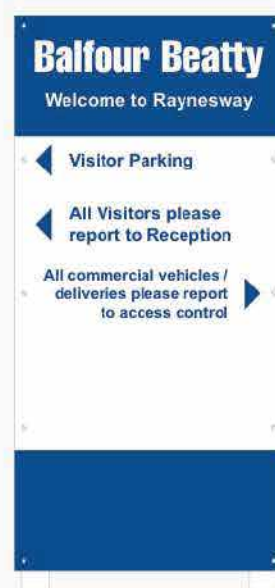 Balfour Beatty
Welcome to Raynesway
Visitor Parking
All Visitors please
report to Reception
All commercial vehicles /
deliveries please report
to access control